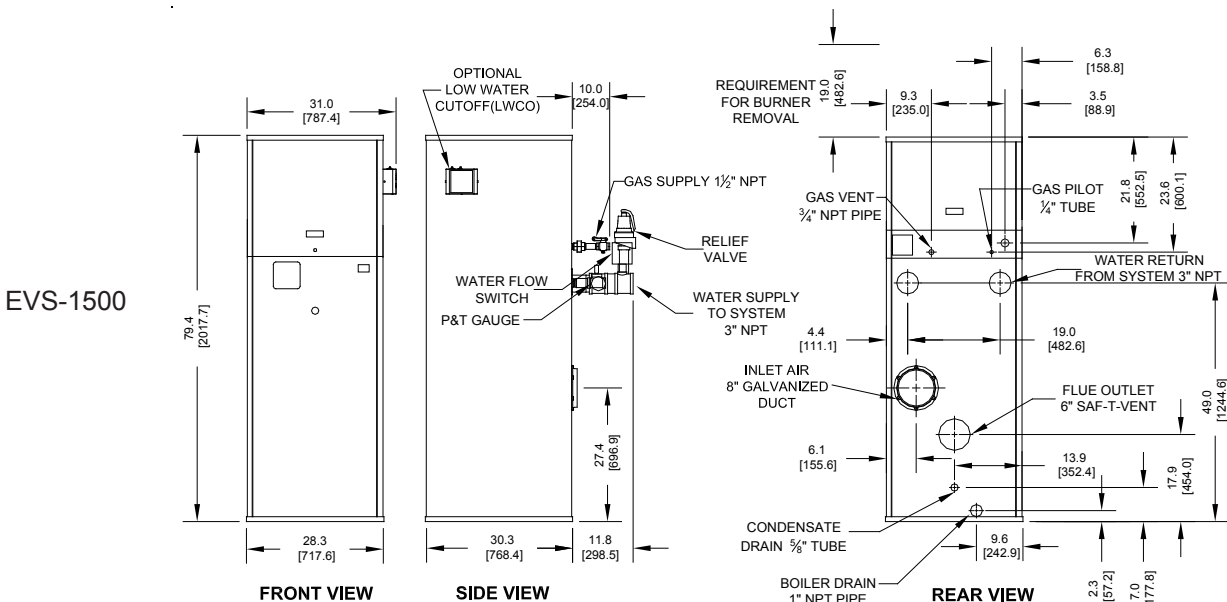 EVS-1500
OPTIONAL
LOW WATER
CUTOFF(LWCO)
31.0
[787.4]
79.4
[2017.7]
28.3
[717.6]
FRONT VIEW
10.0
[254.0]
GAS SUPPLY 1½" NPT
RELIEF
VALVE
WATER FLOW
SWITCH
P&T GAUGE
WATER SUPPLY
TO SYSTEM
3" NPT
27.4
[696.9]
30.3
[768.4]
11.8
[298.5]
SIDE VIEW
REQUIREMENT
FOR BURNER
REMOVAL
19.0
[482.6]
6.3
[158.8]
9.3
[235.0]
3.5
[88.9]
21.8
[552.5]
23.6
[600.1]
GAS VENT
¾" NPT PIPE
GAS PILOT
¼" TUBE
WATER RETURN
FROM SYSTEM 3" NPT
4.4
[111.1]
19.0
[482.6]
INLET AIR
8" GALVANIZED
DUCT
FLUE OUTLET
6" SAF-T-VENT
49.0
[1244.6]
6.1
[155.6]
13.9
[352.4]
17.9
[454.0]
CONDENSATE
DRAIN ⅝" TUBE
BOILER DRAIN
1" NPT PIPE
9.6
[242.9]
2.3
[57.2]
7.0
177.8]
REAR VIEW